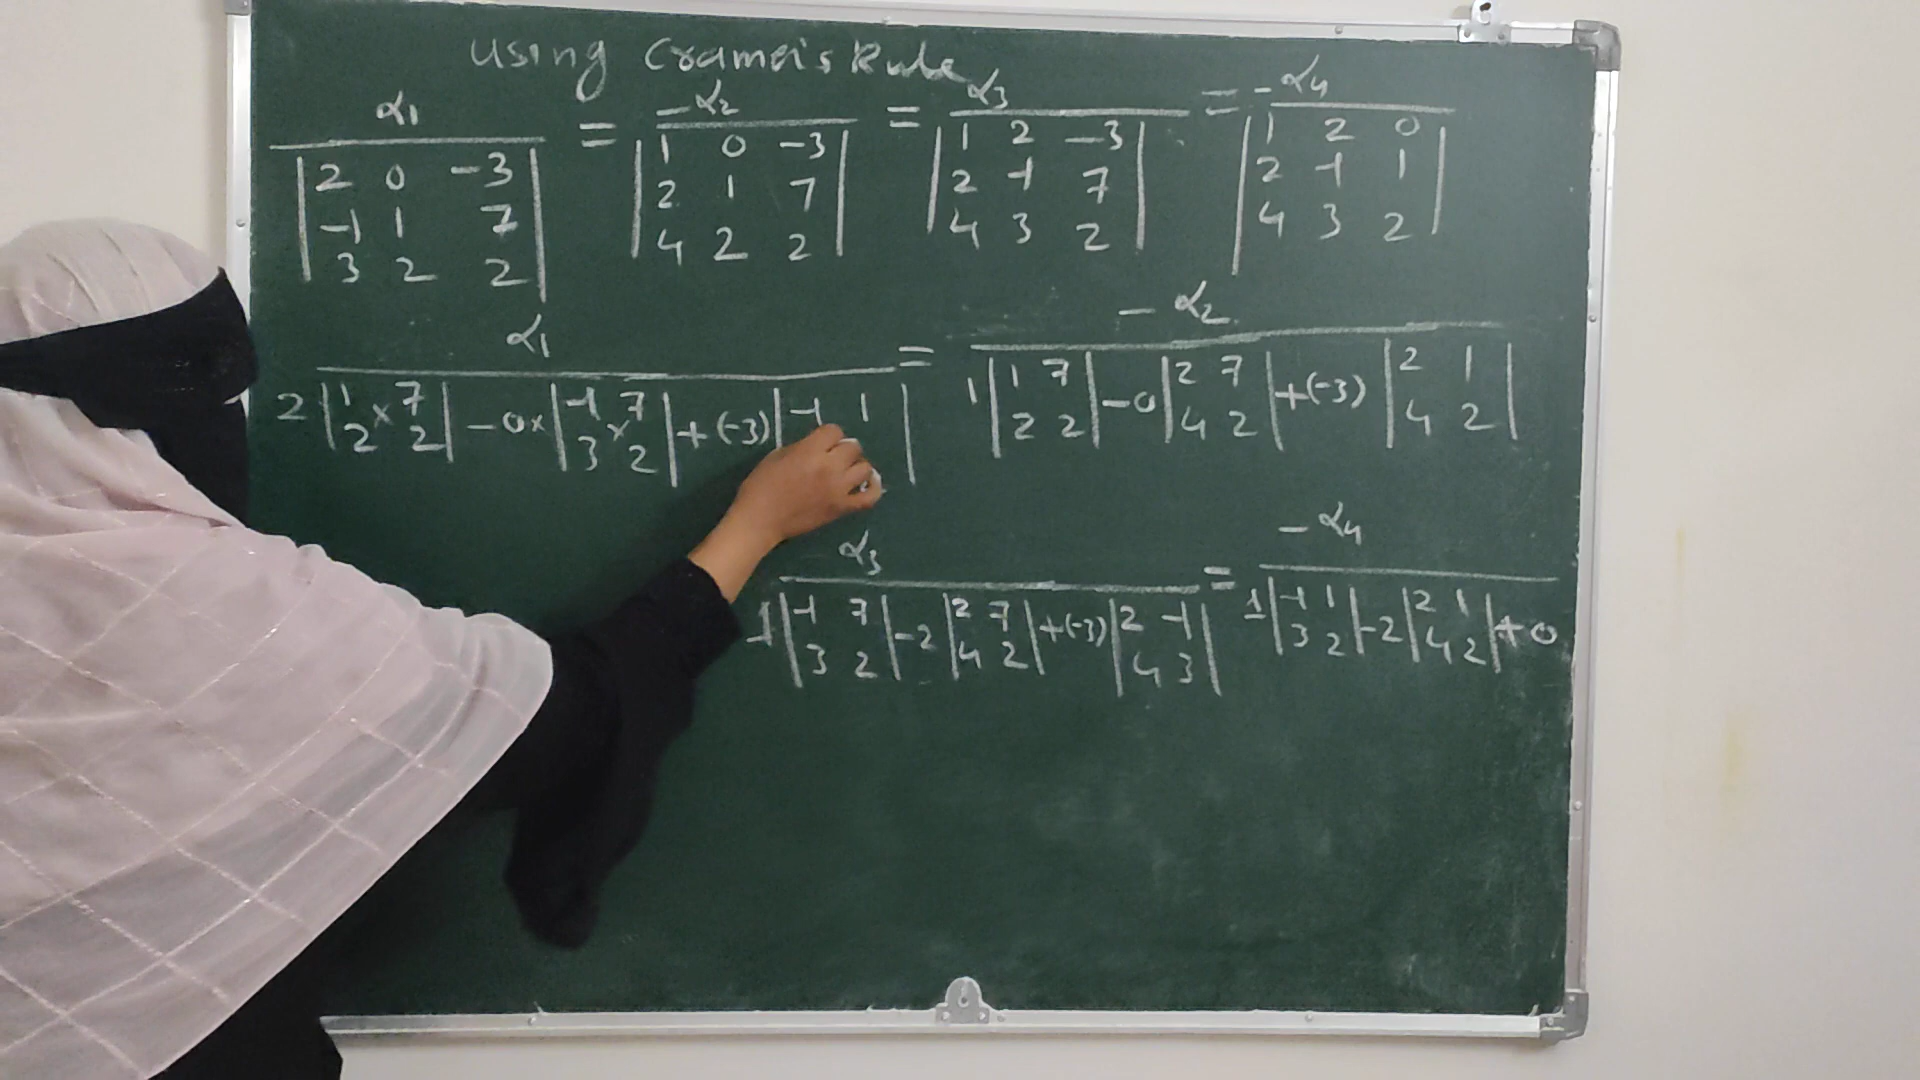 Using Cramer's Rule
α1 = -α2 = α3 = -α4
|2 0 -3| |1 0 -3| |1 2 -3| |1 2 0|
|-1 1 7| |2 1 7| |2 -1 7| |2 -1 1|
|3 2 2| |4 2 2| |4 3 2| |4 3 2|
α1 = -α2
2 |1 × 7| - 0× |-1 7| + (-3) |-1 1| 1 |1 7| - 0 |2 7| + (-3) |2 1|
|2 2| |3 × 2| |2 2| |4 2| |4 2|
α3 = -α4
1 |-1 7| - 2 |2 7| + (-3) |2 -1| 1 |-1 1| - 2 |2 1| + 0
|3 2| |4 2| |4 3| |3 2| |4 2|